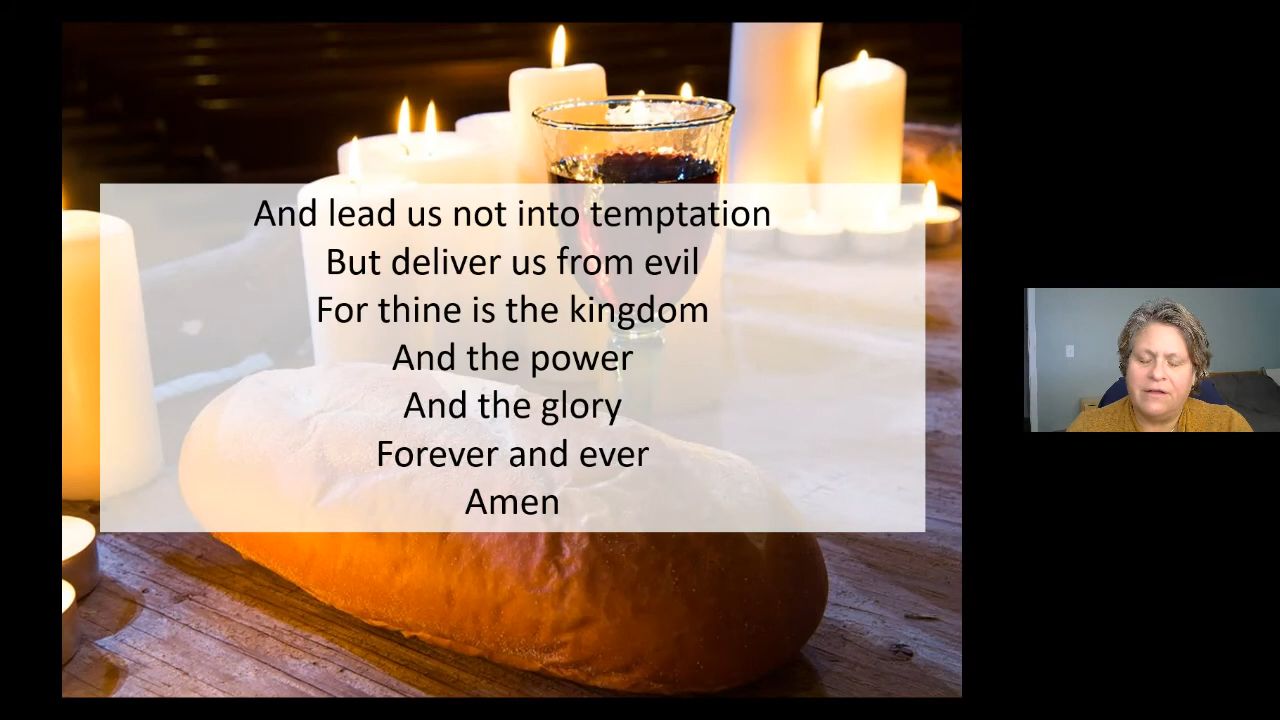 And lead us not into temptation
But deliver us from evil
For thine is the kingdom
And the power
And the glory
Forever and ever
Amen